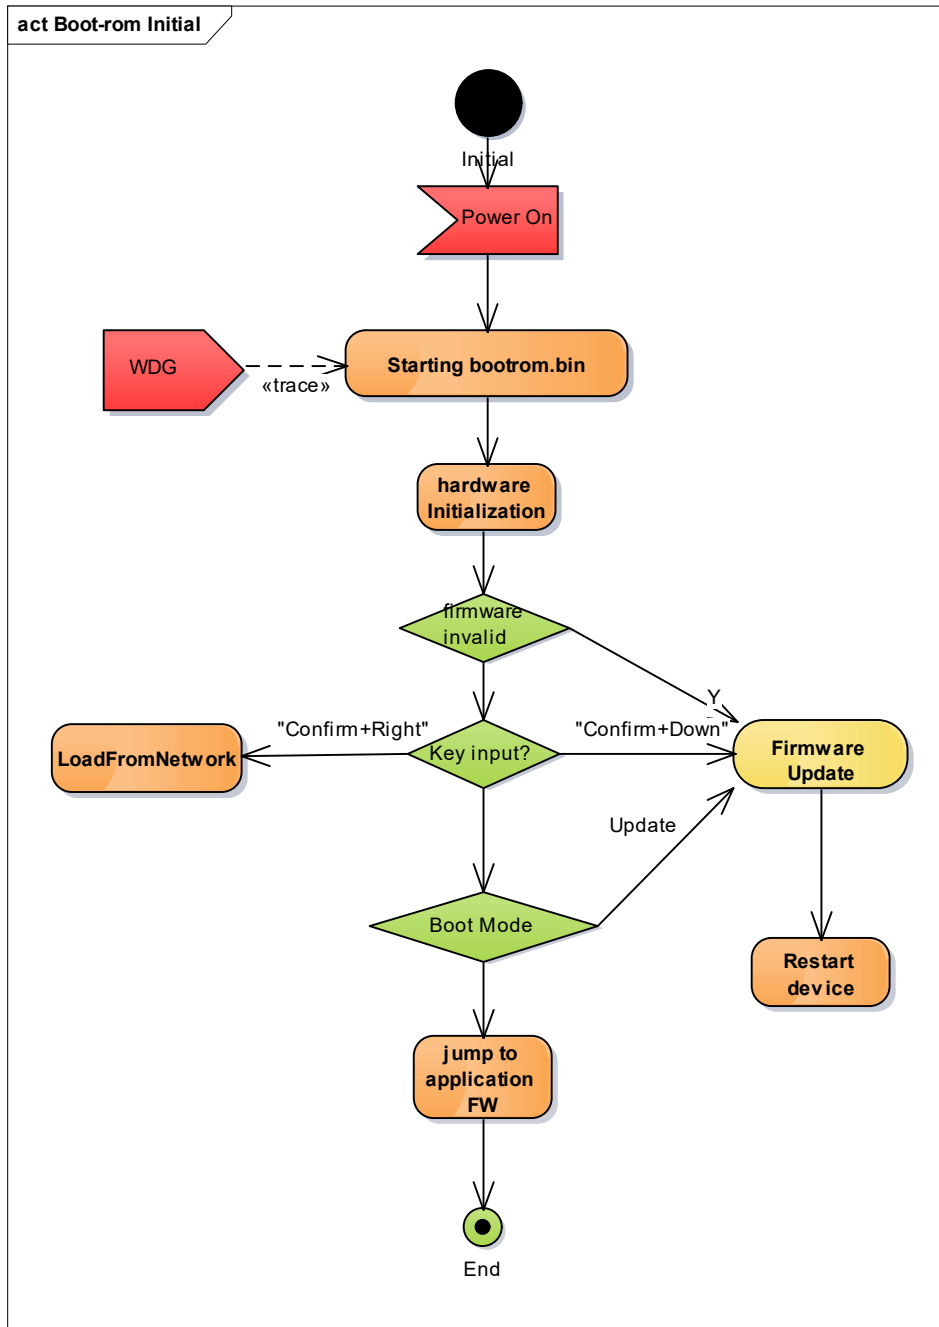 act Boot-rom Initial
Initial
Power On
WDG
«trace»
Starting bootrom.bin
hardware
Initialization
firmware
invalid
Y
"Confirm+Right"
"Confirm+Down"
LoadFromNetwork
Key input?
Firmware
Update
Update
Boot Mode
Restart
device
jump to
application
FW
End